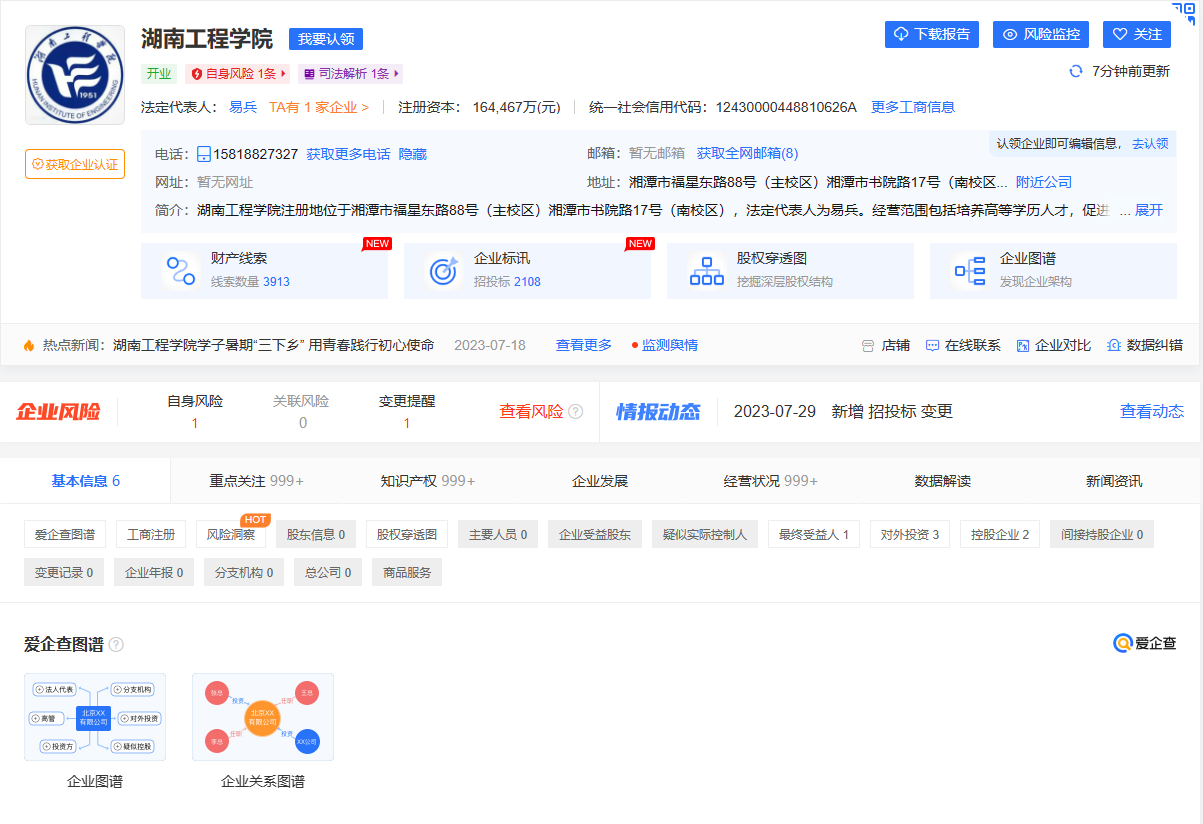 湖南工程学院 我要认领 下载报告 风险监控 关注
HUNAN INSTITUTE OF ENGINEERING
1951
开业 自身风险 1条 司法解析 1条 7分钟前更新
法定代表人： 易兵 TA有 1 家企业 > 注册资本： 164,467万(元) 统一社会信用代码：12430000448810626A 更多工商信息
获取企业认证
电话：15818827327 获取更多电话 隐藏 邮箱：暂无邮箱 获取全网邮箱(8) 认领企业即可编辑信息， 去认领
网址：暂无网址 地址：湘潭市福星东路88号（主校区）湘潭市书院路17号（南校区... 附近公司
简介：湖南工程学院注册地位于湘潭市福星东路88号（主校区）湘潭市书院路17号（南校区），法定代表人为易兵。经营范围包括培养高等学历人才，促进 ... 展开
财产线索 NEW 企业标讯 NEW 股权穿透图 企业图谱
线索数量 3913 招投标 2108 挖掘深层股权结构 发现企业架构
热点新闻：湖南工程学院学子暑期“三下乡” 用青春践行初心使命 2023-07-18 查看更多 监测舆情 店铺 在线联系 企业对比 数据纠错
企业风险 自身风险 关联风险 变更提醒 查看风险 ? 情报动态 2023-07-29 新增 招投标 变更 查看动态
1 0 1
基本信息 6 重点关注 999+ 知识产权 999+ 企业发展 经营状况 999+ 数据解读 新闻资讯
爱企查图谱 工商注册 风险洞察 HOT 股东信息 0 股权穿透图 主要人员 0 企业受益股东 疑似实际控制人 最终受益人 1 对外投资 3 控股企业 2 间接持股企业 0
变更记录 0 企业年报 0 分支机构 0 总公司 0 商品服务
爱企查图谱 ? 爱企查
法人代表 分支机构
高管 北京XX有限公司 对外投资
投资方 疑似控股
张总 投资 任职 王总
北京XX有限公司
李总 任职 投资 XX公司
企业图谱 企业关系图谱